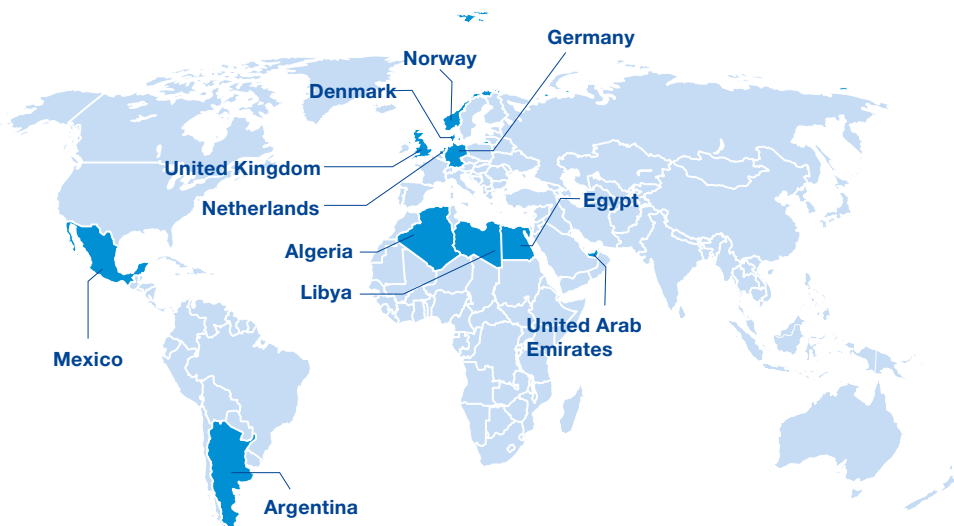 Germany
Norway
Denmark
United Kingdom
Netherlands
Egypt
Algeria
Libya
United Arab
Emirates
Mexico
Argentina